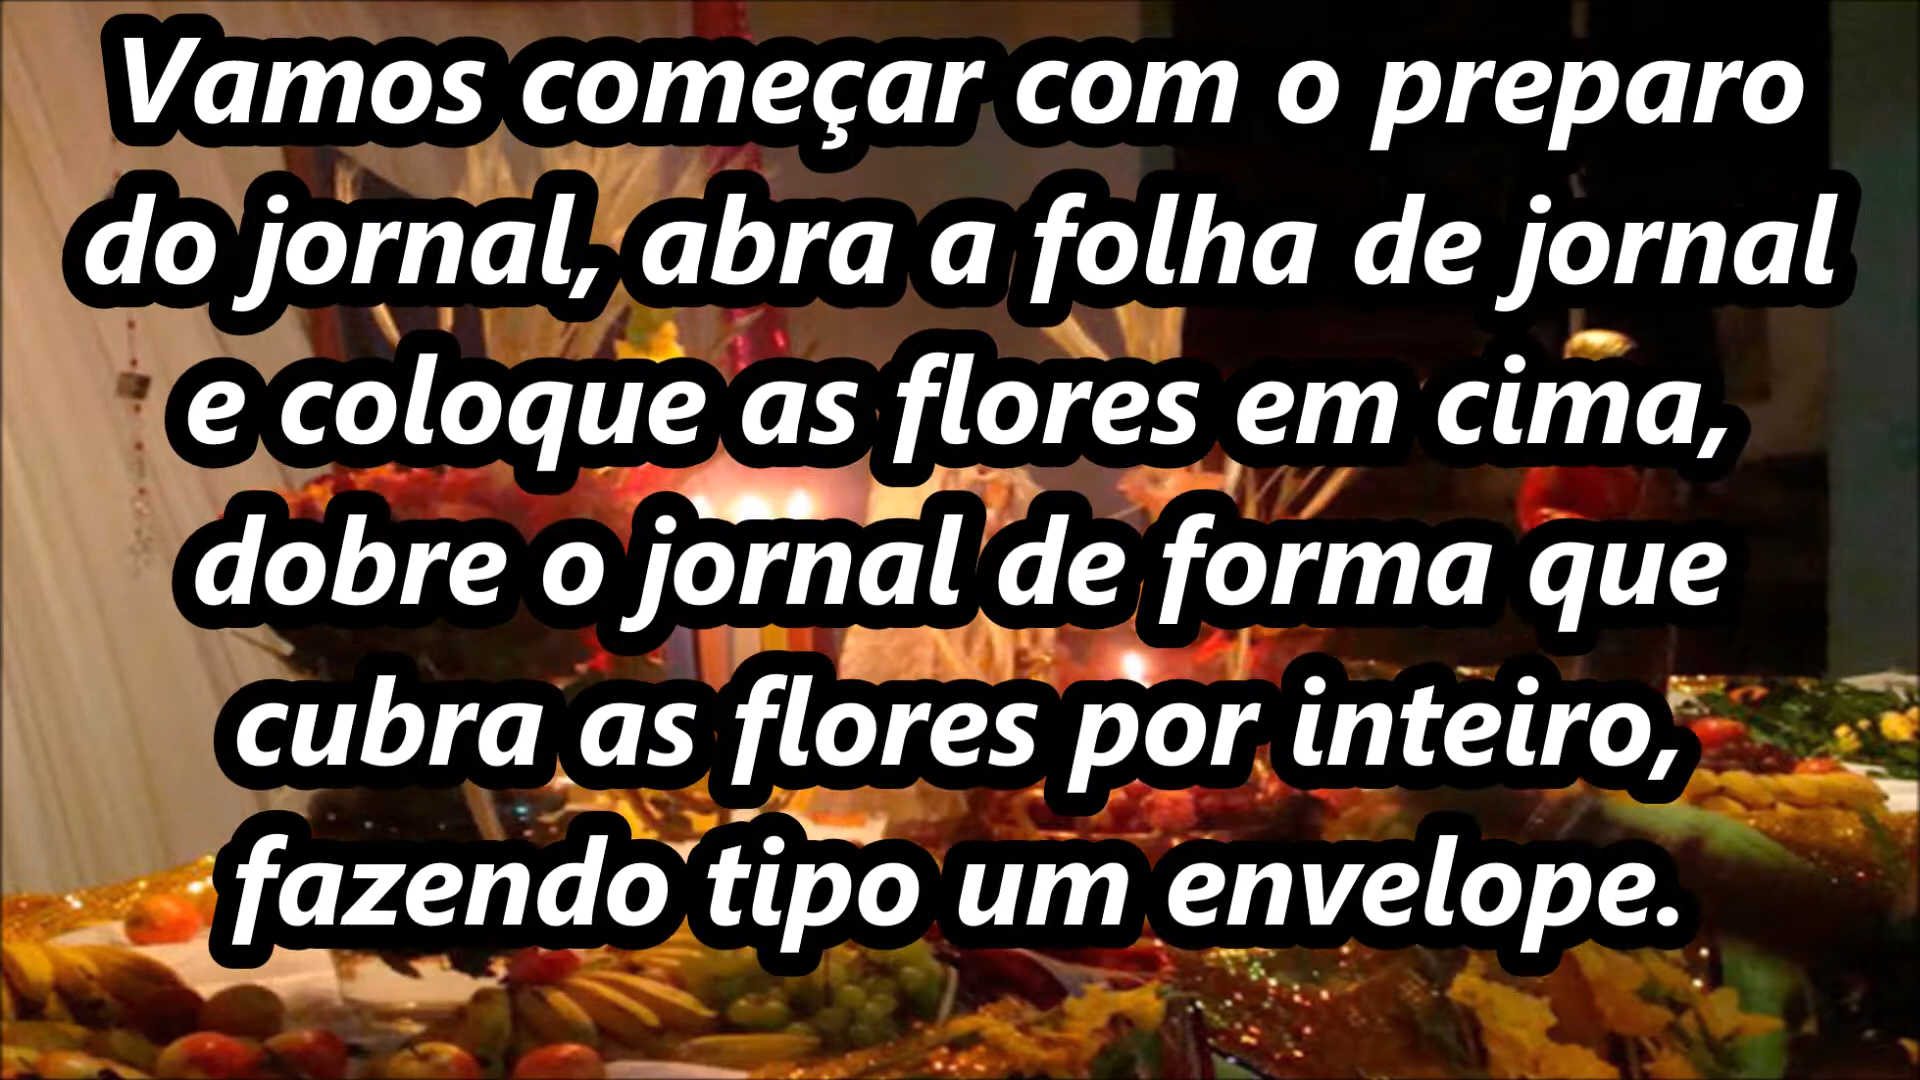 Vamos começar com o preparo
do jornal, abra a folha de jornal
e coloque as flores em cima,
dobre o jornal de forma que
cubra as flores por inteiro,
fazendo tipo um envelope.